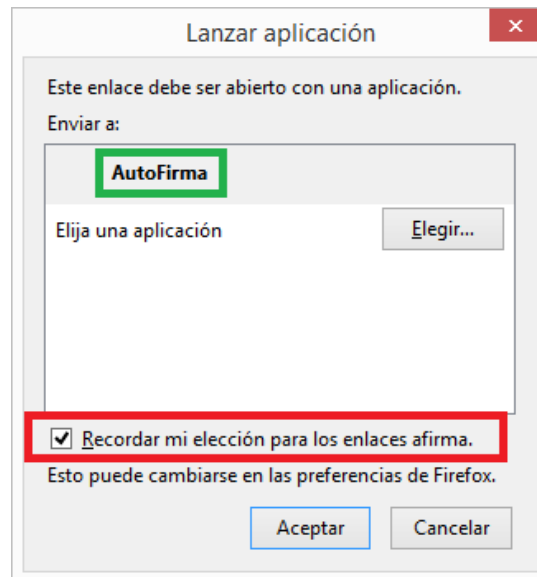 Lanzar aplicación
Este enlace debe ser abierto con una aplicación.
Enviar a:
AutoFirma
Elija una aplicación
Elegir...
Recordar mi elección para los enlaces afirma.
Esto puede cambiarse en las preferencias de Firefox.
Aceptar
Cancelar